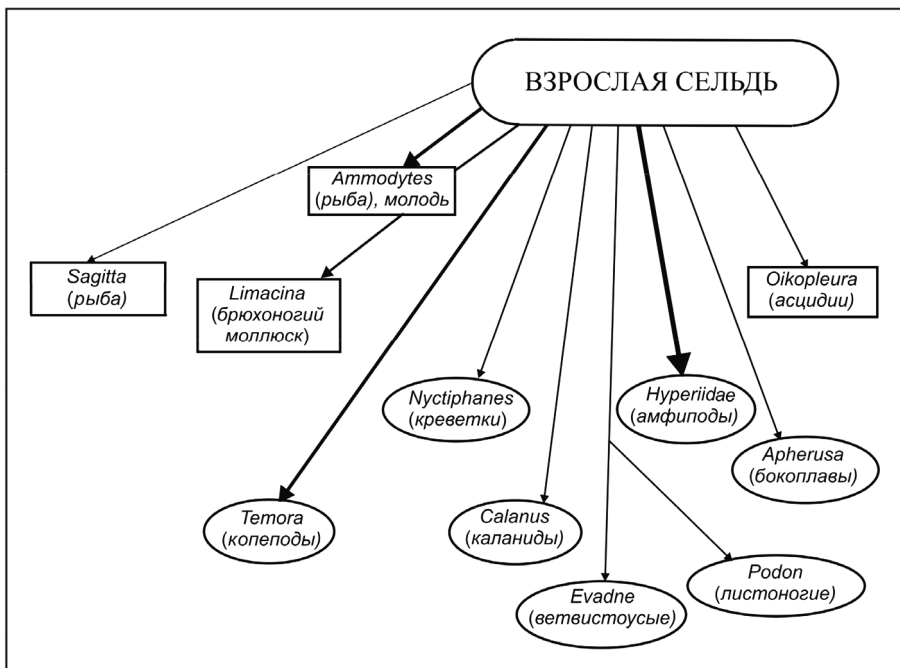 ВЗРОСЛАЯ СЕЛЬДЬ
Ammodytes
(рыба), молодь
Sagitta
(рыба)
Limacina
(брюхоногий
моллюск)
Oikopleura
(асцидии)
Nyctiphanes
(креветки)
Hyperiidae
(амфиподы)
Apherusa
(бокоплавы)
Temora
(копеподы)
Calanus
(каланиды)
Evadne
(ветвистоусые)
Podon
(листоногие)